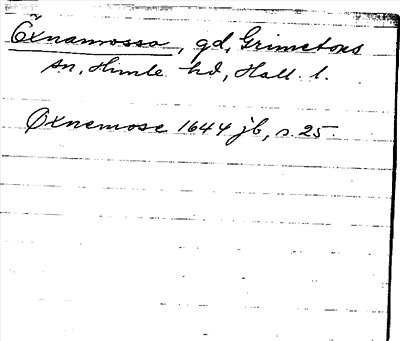 Öxnamossa, gd, Grimetons
sn, Himle hd, Hall. l.
Øxnemose 1644 jb, s. 25.